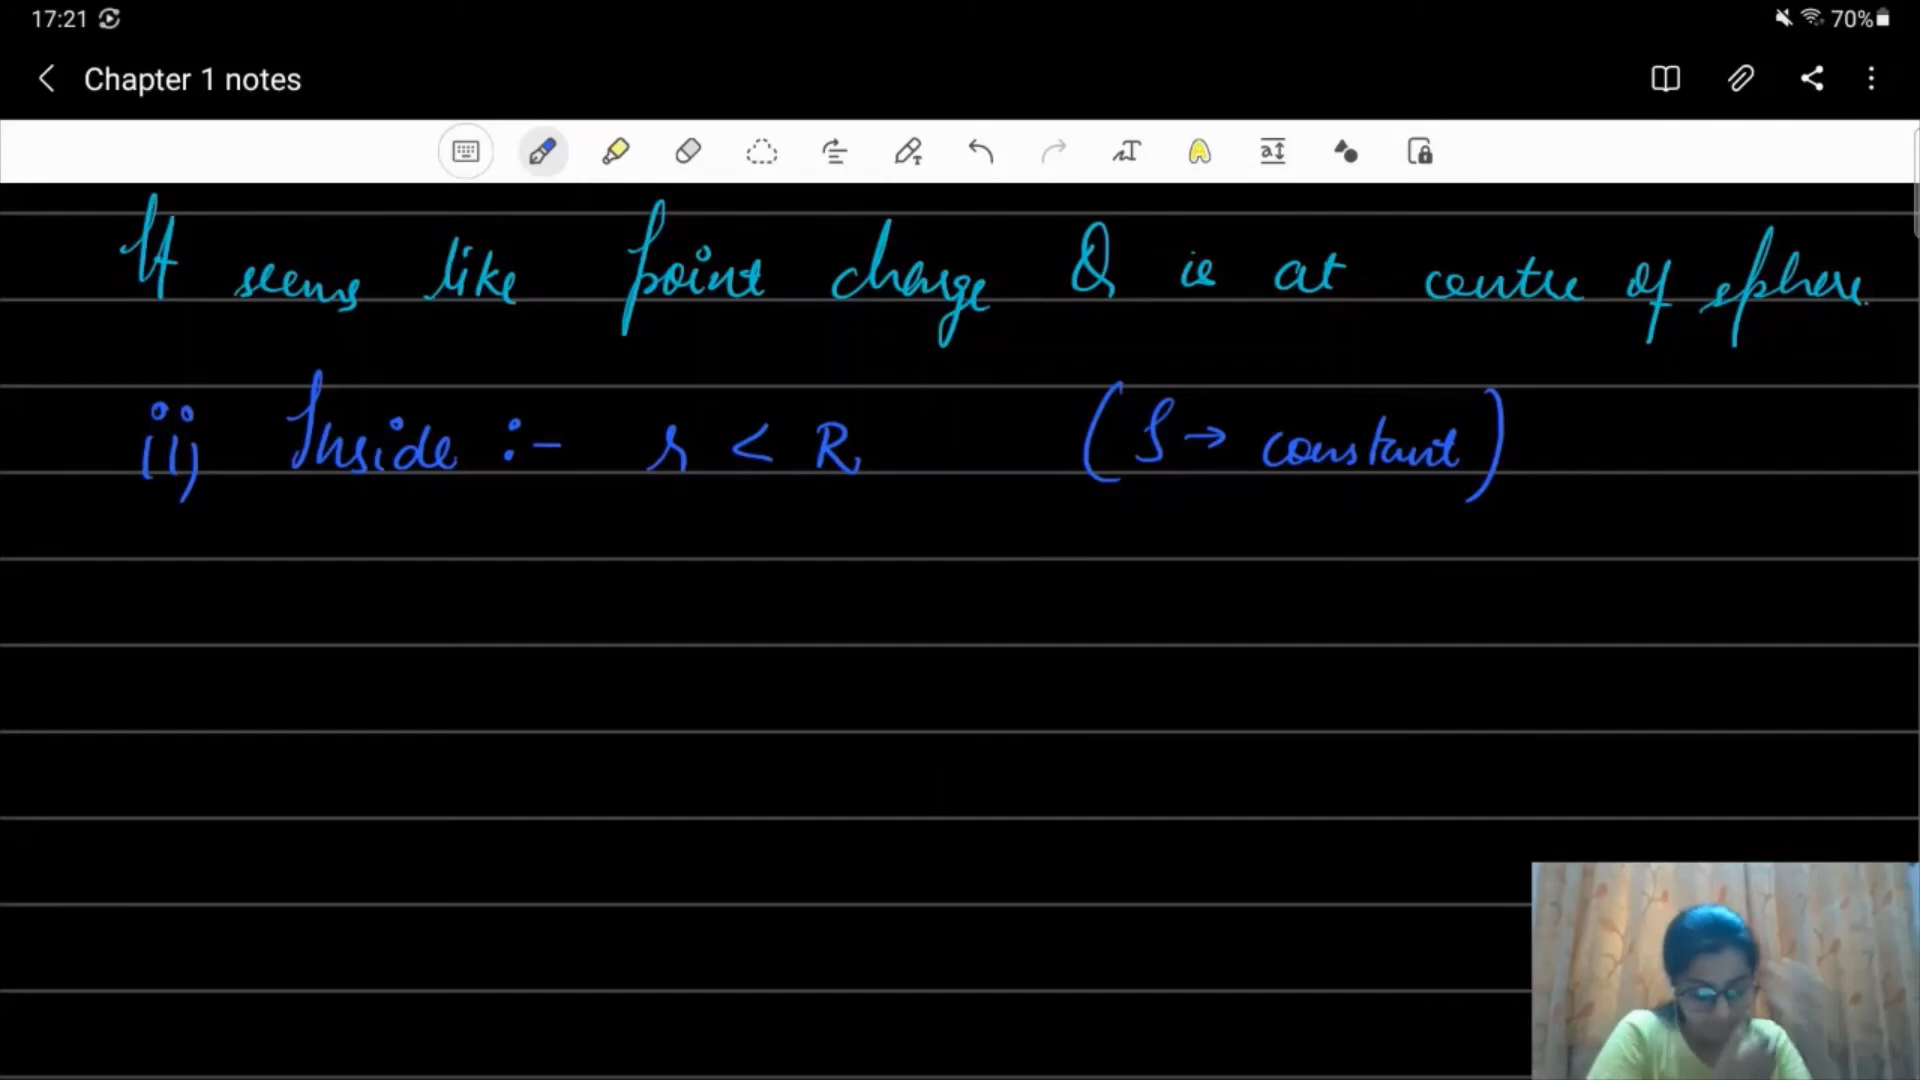 17:21 70%
Chapter 1 notes
It seems like point charge Q is at centre of sphere.
(ii) Inside :- r < R (ρ → constant)